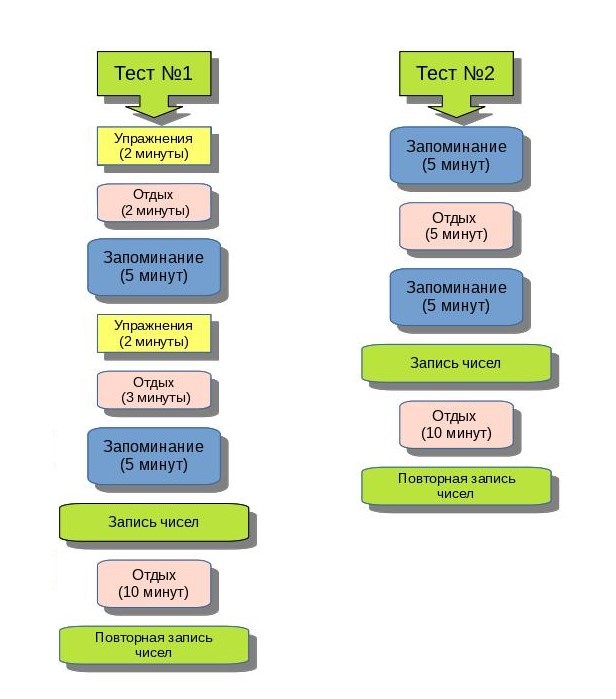 Тест №1
Упражнения
(2 минуты)
Отдых
(2 минуты)
Запоминание
(5 минут)
Упражнения
(2 минуты)
Отдых
(3 минуты)
Запоминание
(5 минут)
Запись чисел
Отдых
(10 минут)
Повторная запись
чисел
Тест №2
Запоминание
(5 минут)
Отдых
(5 минут)
Запоминание
(5 минут)
Запись чисел
Отдых
(10 минут)
Повторная запись
чисел